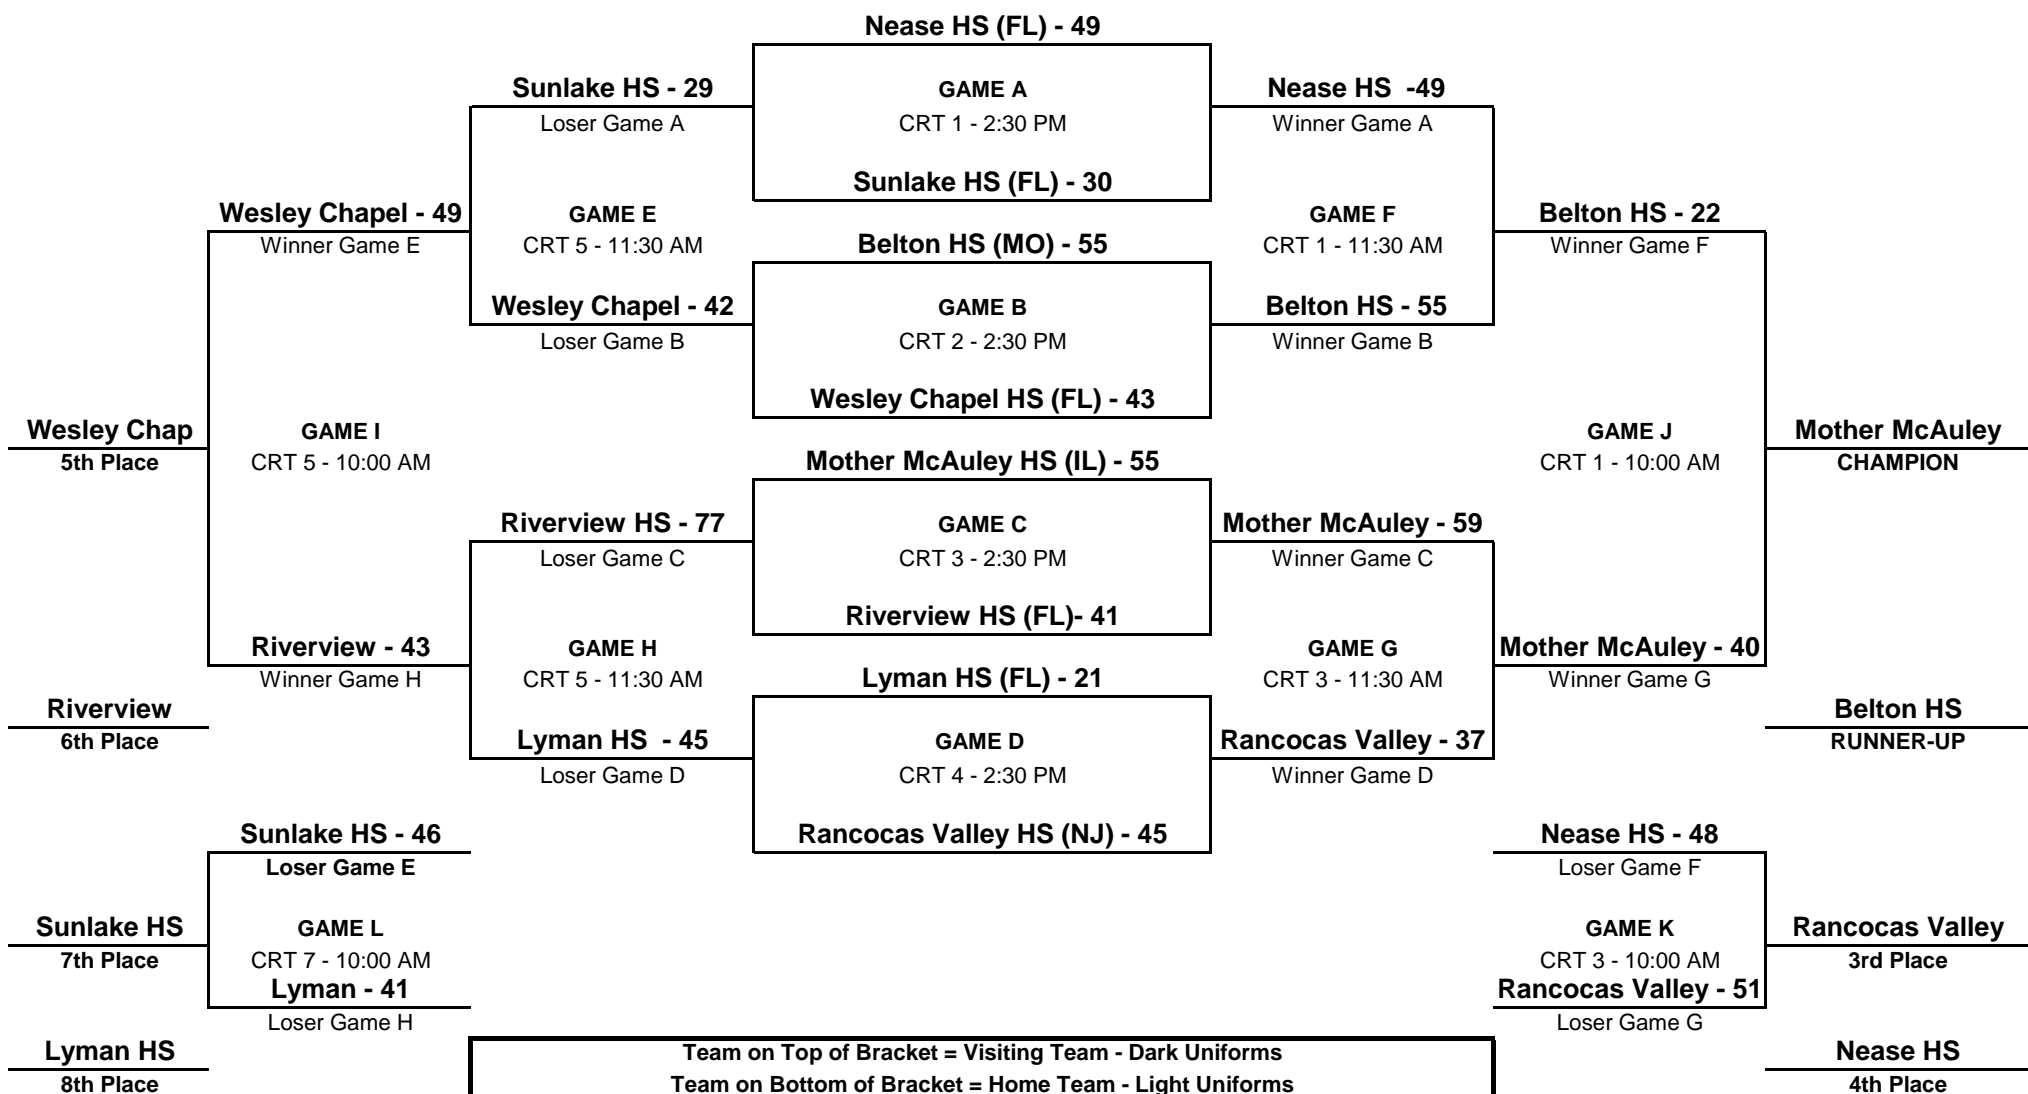 Nease HS (FL) - 49
Sunlake HS - 29
GAME A
Nease HS  -49
Loser Game A
CRT 1 - 2:30 PM
Winner Game A
Sunlake HS (FL) - 30
Wesley Chapel - 49
GAME E
GAME F
Belton HS - 22
Winner Game E
CRT 5 - 11:30 AM
Belton HS (MO) - 55
CRT 1 - 11:30 AM
Winner Game F
Wesley Chapel - 42
GAME B
Belton HS - 55
Loser Game B
CRT 2 - 2:30 PM
Winner Game B
Wesley Chapel HS (FL) - 43
Wesley Chap
GAME I
GAME J
Mother McAuley
5th Place
CRT 5 - 10:00 AM
Mother McAuley HS (IL) - 55
CRT 1 - 10:00 AM
CHAMPION
Riverview HS - 77
GAME C
Mother McAuley - 59
Loser Game C
CRT 3 - 2:30 PM
Winner Game C
Riverview HS (FL)- 41
Riverview - 43
GAME H
GAME G
Mother McAuley - 40
Winner Game H
CRT 5 - 11:30 AM
Lyman HS (FL) - 21
CRT 3 - 11:30 AM
Winner Game G
Riverview
Belton HS
6th Place
Lyman HS  - 45
GAME D
Rancocas Valley - 37
RUNNER-UP
Loser Game D
CRT 4 - 2:30 PM
Winner Game D
Sunlake HS - 46
Rancocas Valley HS (NJ) - 45
Nease HS - 48
Loser Game E
Loser Game F
Sunlake HS
GAME L
GAME K
Rancocas Valley
7th Place
CRT 7 - 10:00 AM
CRT 3 - 10:00 AM
3rd Place
Lyman - 41
Rancocas Valley - 51
Loser Game H
Loser Game G
Lyman HS
Team on Top of Bracket = Visiting Team - Dark Uniforms
Nease HS
8th Place
Team on Bottom of Bracket = Home Team - Light Uniforms
4th Place